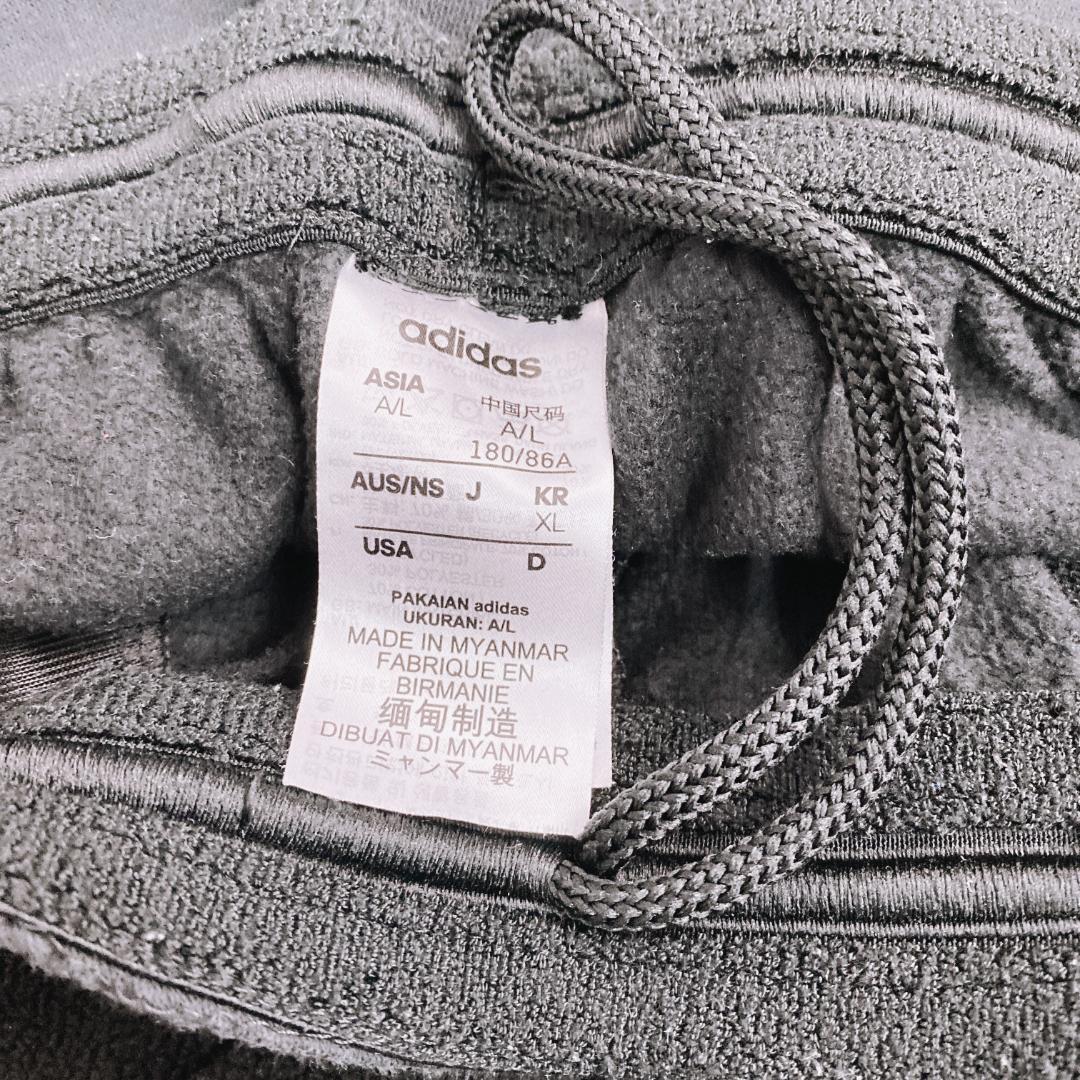 adidas
ASIA
A/L
中国尺码
A/L
180/86A
AUS/NS J
KR
XL
USA D
PAKAIAN adidas
UKURAN: A/L
MADE IN MYANMAR
FABRIQUE EN
BIRMANIE
缅甸制造
DIBUAT DI MYANMAR
ミャンマー製